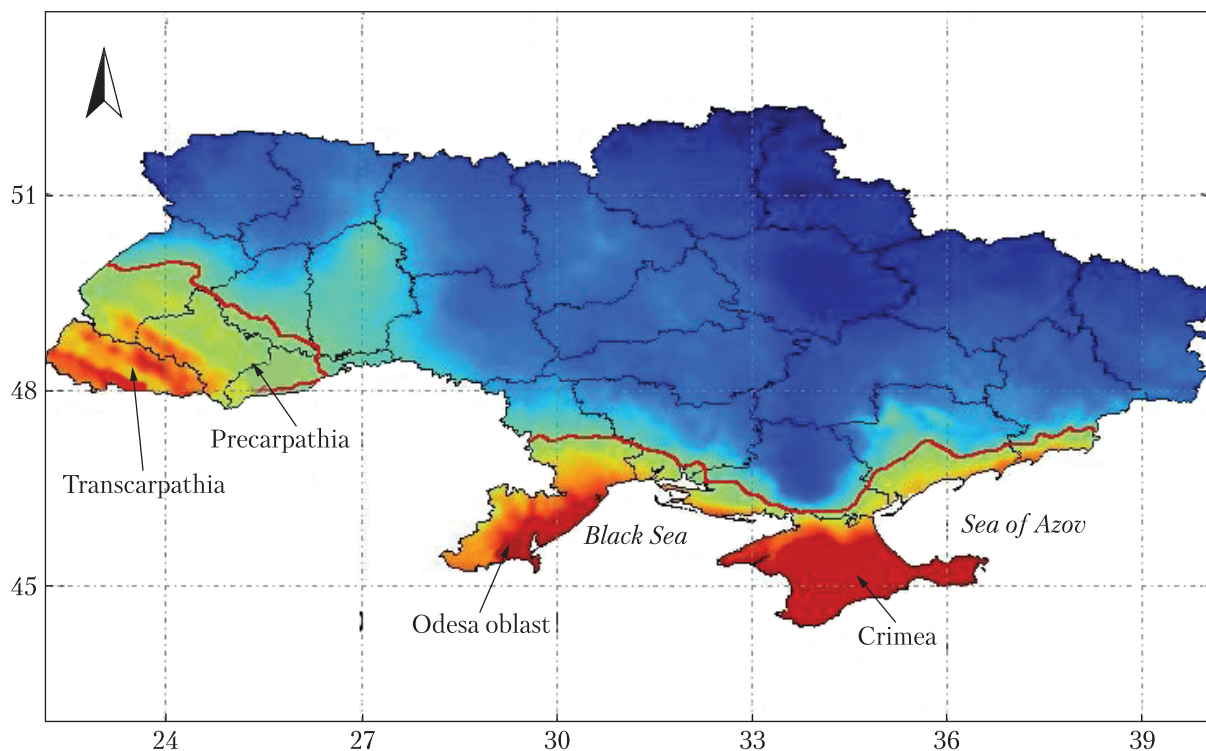 51
48
45
Precarpathia
Transcarpathia
Black Sea
Sea of Azov
Odesa oblast
Crimea
24 27 30 33 36 39